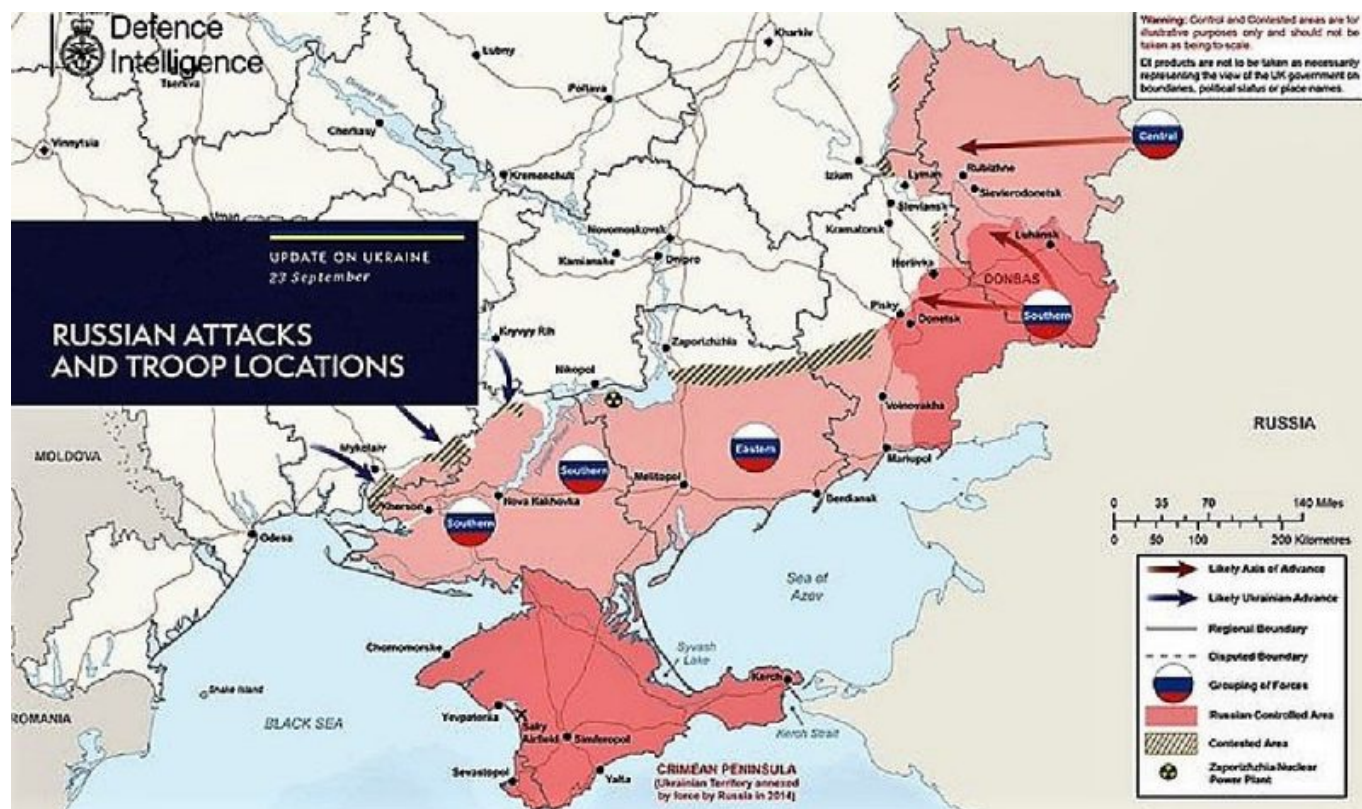 Defence
Intelligence
Warning: Control and Contested areas are for
illustrative purposes only and should not be
taken as being to scale.
DI products are not to be taken as necessarily
representing the view of the UK government on
boundaries, political status or place names.
UPDATE ON UKRAINE
23 September
RUSSIAN ATTACKS
AND TROOP LOCATIONS
Kharkiv
Lubny
Poltava
Vinnytsia
Cherkasy
Kremenchuk
Izium
Lyman
Rubizhne
Sievierodonetsk
Slaviansk
Kramatorsk
Novomoskovsk
Kamianske
Dnipro
Luhansk
Horlivka
DONBAS
Pisky
Donetsk
Central
Southern
Kryvyy Rih
Zaporizhzhia
Nikopol
Voinovakha
RUSSIA
MOLDOVA
Mykolaiv
Southern
Eastern
Melitopol
Mariupol
Berdiansk
Kherson
Nova Kakhovka
Southern
Odesa
Sea of
Azov
Chornomorske
Syvash
Lake
Kerch
Snake Island
ROMANIA
BLACK SEA
Yevpatoria
Saky
Airfield
Simferopol
Kerch Strait
Sevastopol
Yalta
CRIMEAN PENINSULA
(Ukrainian Territory annexed
by force by Russia in 2014)
0 35 70 140 Miles
0 50 100 200 Kilometres
Likely Axis of Advance
Likely Ukrainian Advance
Regional Boundary
Disputed Boundary
Grouping of Forces
Russian Controlled Area
Contested Area
Zaporizhzhia Nuclear
Power Plant